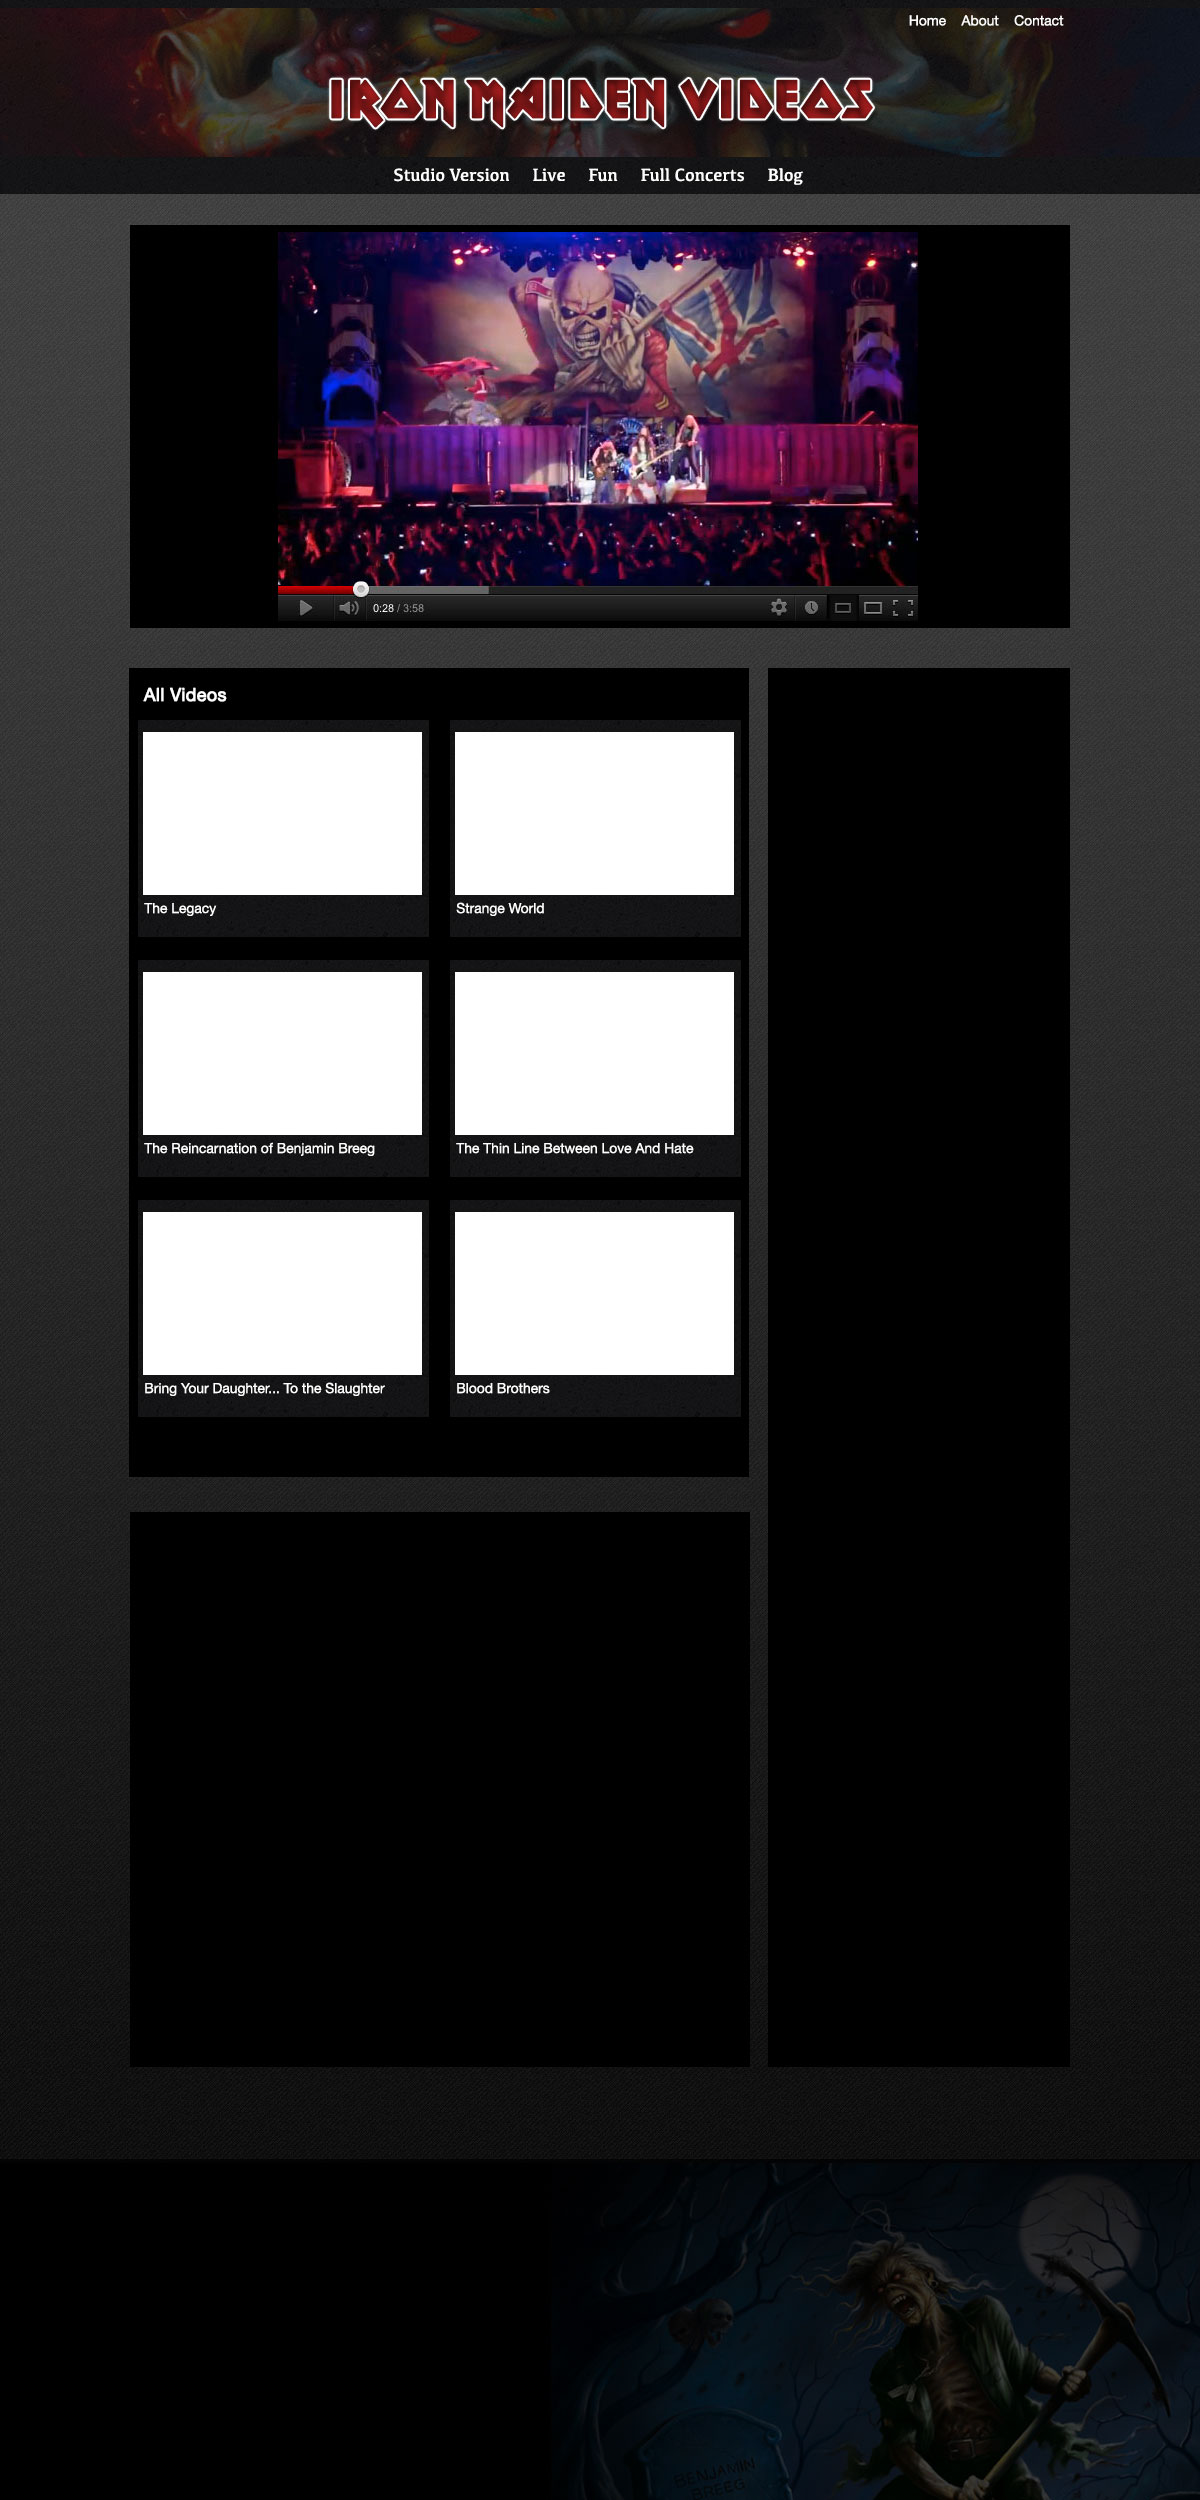 Home About Contact
IRON MAIDEN VIDEOS
Studio Version Live Fun Full Concerts Blog
0:28 / 3:58
All Videos
The Legacy
Strange World
The Reincarnation of Benjamin Breeg
The Thin Line Between Love And Hate
Bring Your Daughter... To the Slaughter
Blood Brothers
BENJAMIN
BREEG